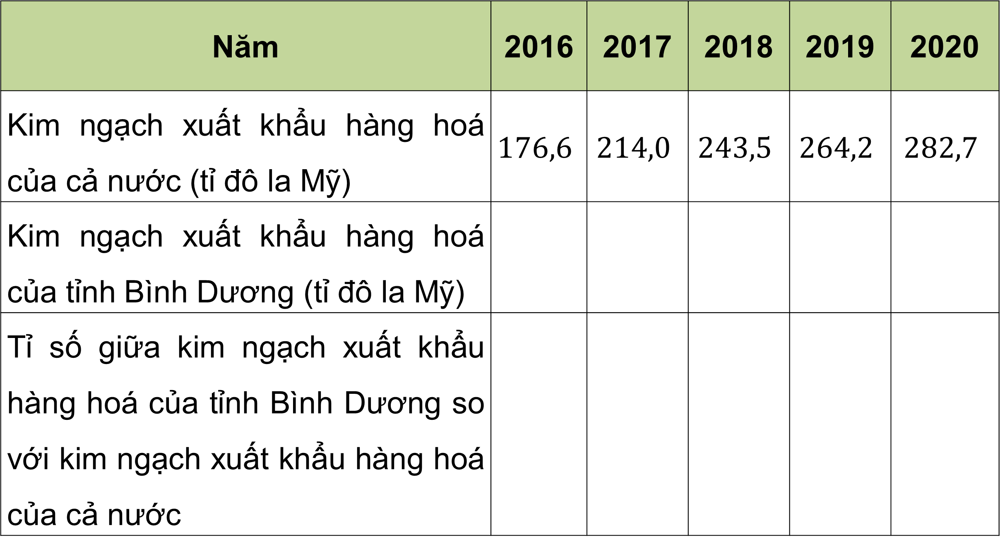 Năm 2016 2017 2018 2019 2020
Kim ngạch xuất khẩu hàng hoá
của cả nước (tỉ đô la Mỹ)
176,6 214,0 243,5 264,2 282,7
Kim ngạch xuất khẩu hàng hoá
của tỉnh Bình Dương (tỉ đô la Mỹ)
Tỉ số giữa kim ngạch xuất khẩu
hàng hoá của tỉnh Bình Dương so
với kim ngạch xuất khẩu hàng hoá
của cả nước